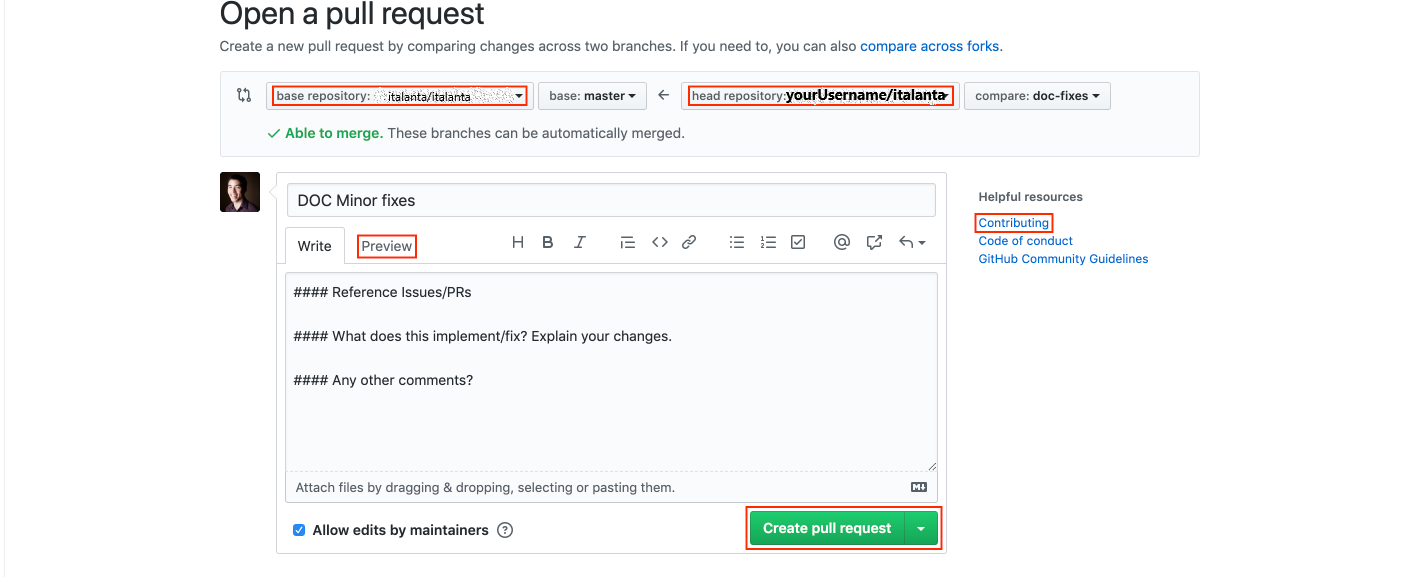 Open a pull request
Create a new pull request by comparing changes across two branches. If you need to, you can also compare across forks.
base repository: italanta/italanta base: master head repository: yourUsername/italanta compare: doc-fixes
Able to merge. These branches can be automatically merged.
DOC Minor fixes
Write Preview H B I
#### Reference Issues/PRs
#### What does this implement/fix? Explain your changes.
#### Any other comments?
Attach files by dragging & dropping, selecting or pasting them.
Allow edits by maintainers ?
Create pull request
Helpful resources
Contributing
Code of conduct
GitHub Community Guidelines